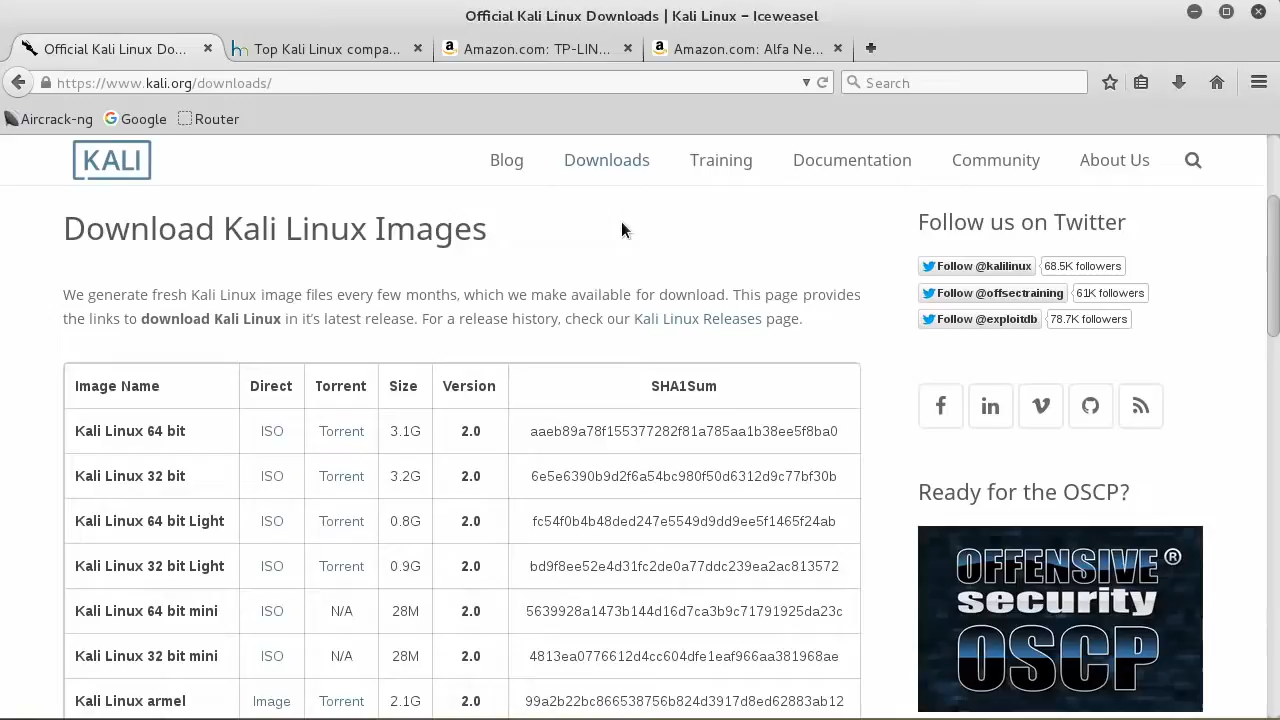 Official Kali Linux Downloads | Kali Linux - Iceweasel
Official Kali Linux Do...
Top Kali Linux compa...
Amazon.com: TP-LIN...
Amazon.com: Alfa Ne...
https://www.kali.org/downloads/
Search
Aircrack-ng Google Router
KALI
Blog Downloads Training Documentation Community About Us
Download Kali Linux Images
We generate fresh Kali Linux image files every few months, which we make available for download. This page provides
the links to download Kali Linux in it's latest release. For a release history, check our Kali Linux Releases page.
Image Name Direct Torrent Size Version SHA1Sum
Kali Linux 64 bit ISO Torrent 3.1G 2.0 aaeb89a78f155377282f81a785aa1b38ee5f8ba0
Kali Linux 32 bit ISO Torrent 3.2G 2.0 6e5e6390b9d2f6a54bc980f50d6312d9c77bf30b
Kali Linux 64 bit Light ISO Torrent 0.8G 2.0 fc54f0b4b48ded247e5549d9dd9ee5f1465f24ab
Kali Linux 32 bit Light ISO Torrent 0.9G 2.0 bd9f8ee52e4d31fc2de0a77ddc239ea2ac813572
Kali Linux 64 bit mini ISO N/A 28M 2.0 5639928a1473b144d16d7ca3b9c71791925da23c
Kali Linux 32 bit mini ISO N/A 28M 2.0 4813ea0776612d4cc604dfe1eaf966aa381968ae
Kali Linux armel Image Torrent 2.1G 2.0 99a2b22bc866538756b824d3917d8ed62883ab12
Follow us on Twitter
Follow @kalilinux 68.5K followers
Follow @offsectraining 61K followers
Follow @exploitdb 78.7K followers
Ready for the OSCP?
OFFENSIVE®
security
OSCP